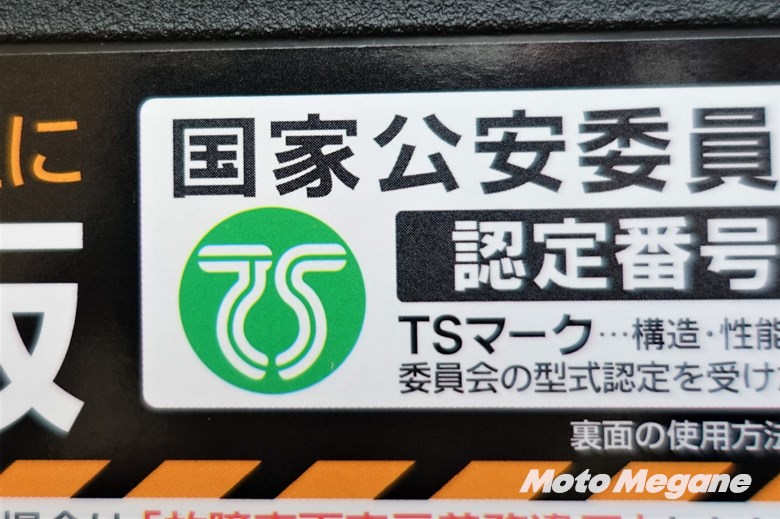 に
国家公安委員
認定番号
TS
TSマーク…構造・性能
委員会の型式認定を受け
裏面の使用方法
Moto Megane